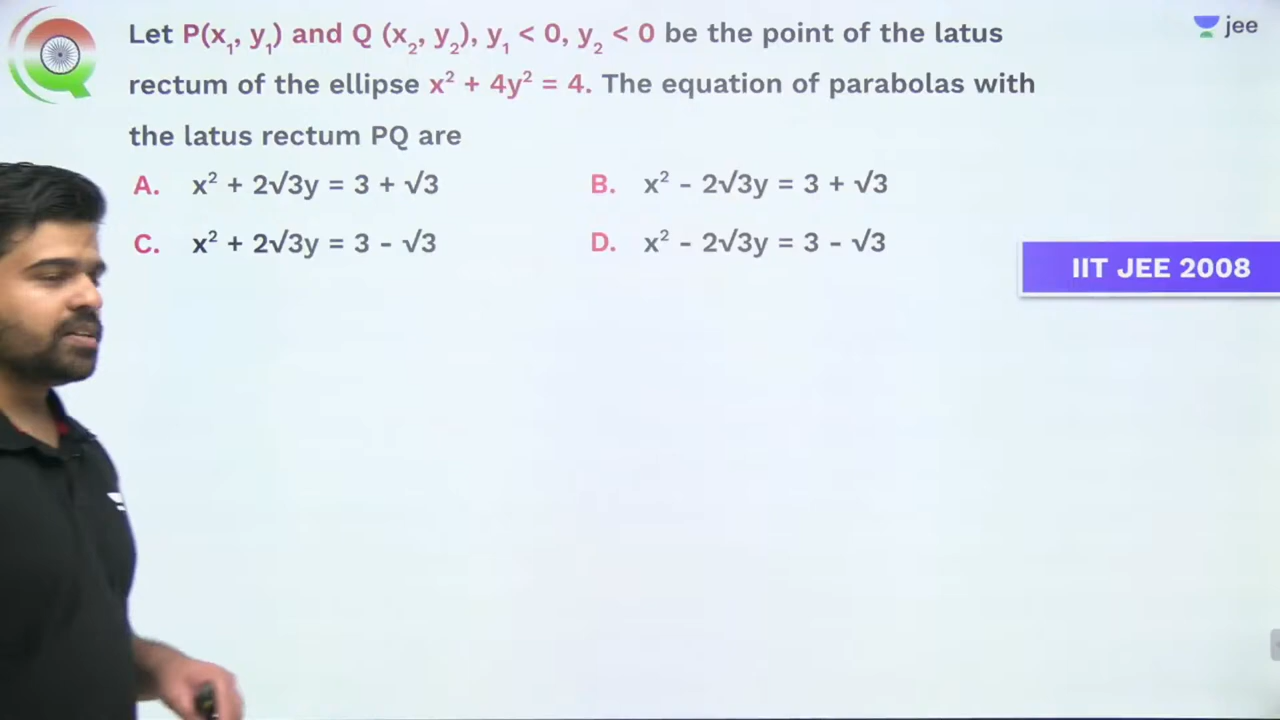 Let P(x₁, y₁) and Q (x₂, y₂), y₁ < 0, y₂ < 0 be the point of the latus
rectum of the ellipse x² + 4y² = 4. The equation of parabolas with
the latus rectum PQ are
A. x² + 2√3y = 3 + √3
B. x² - 2√3y = 3 + √3
C. x² + 2√3y = 3 - √3
D. x² - 2√3y = 3 - √3
IIT JEE 2008
jee